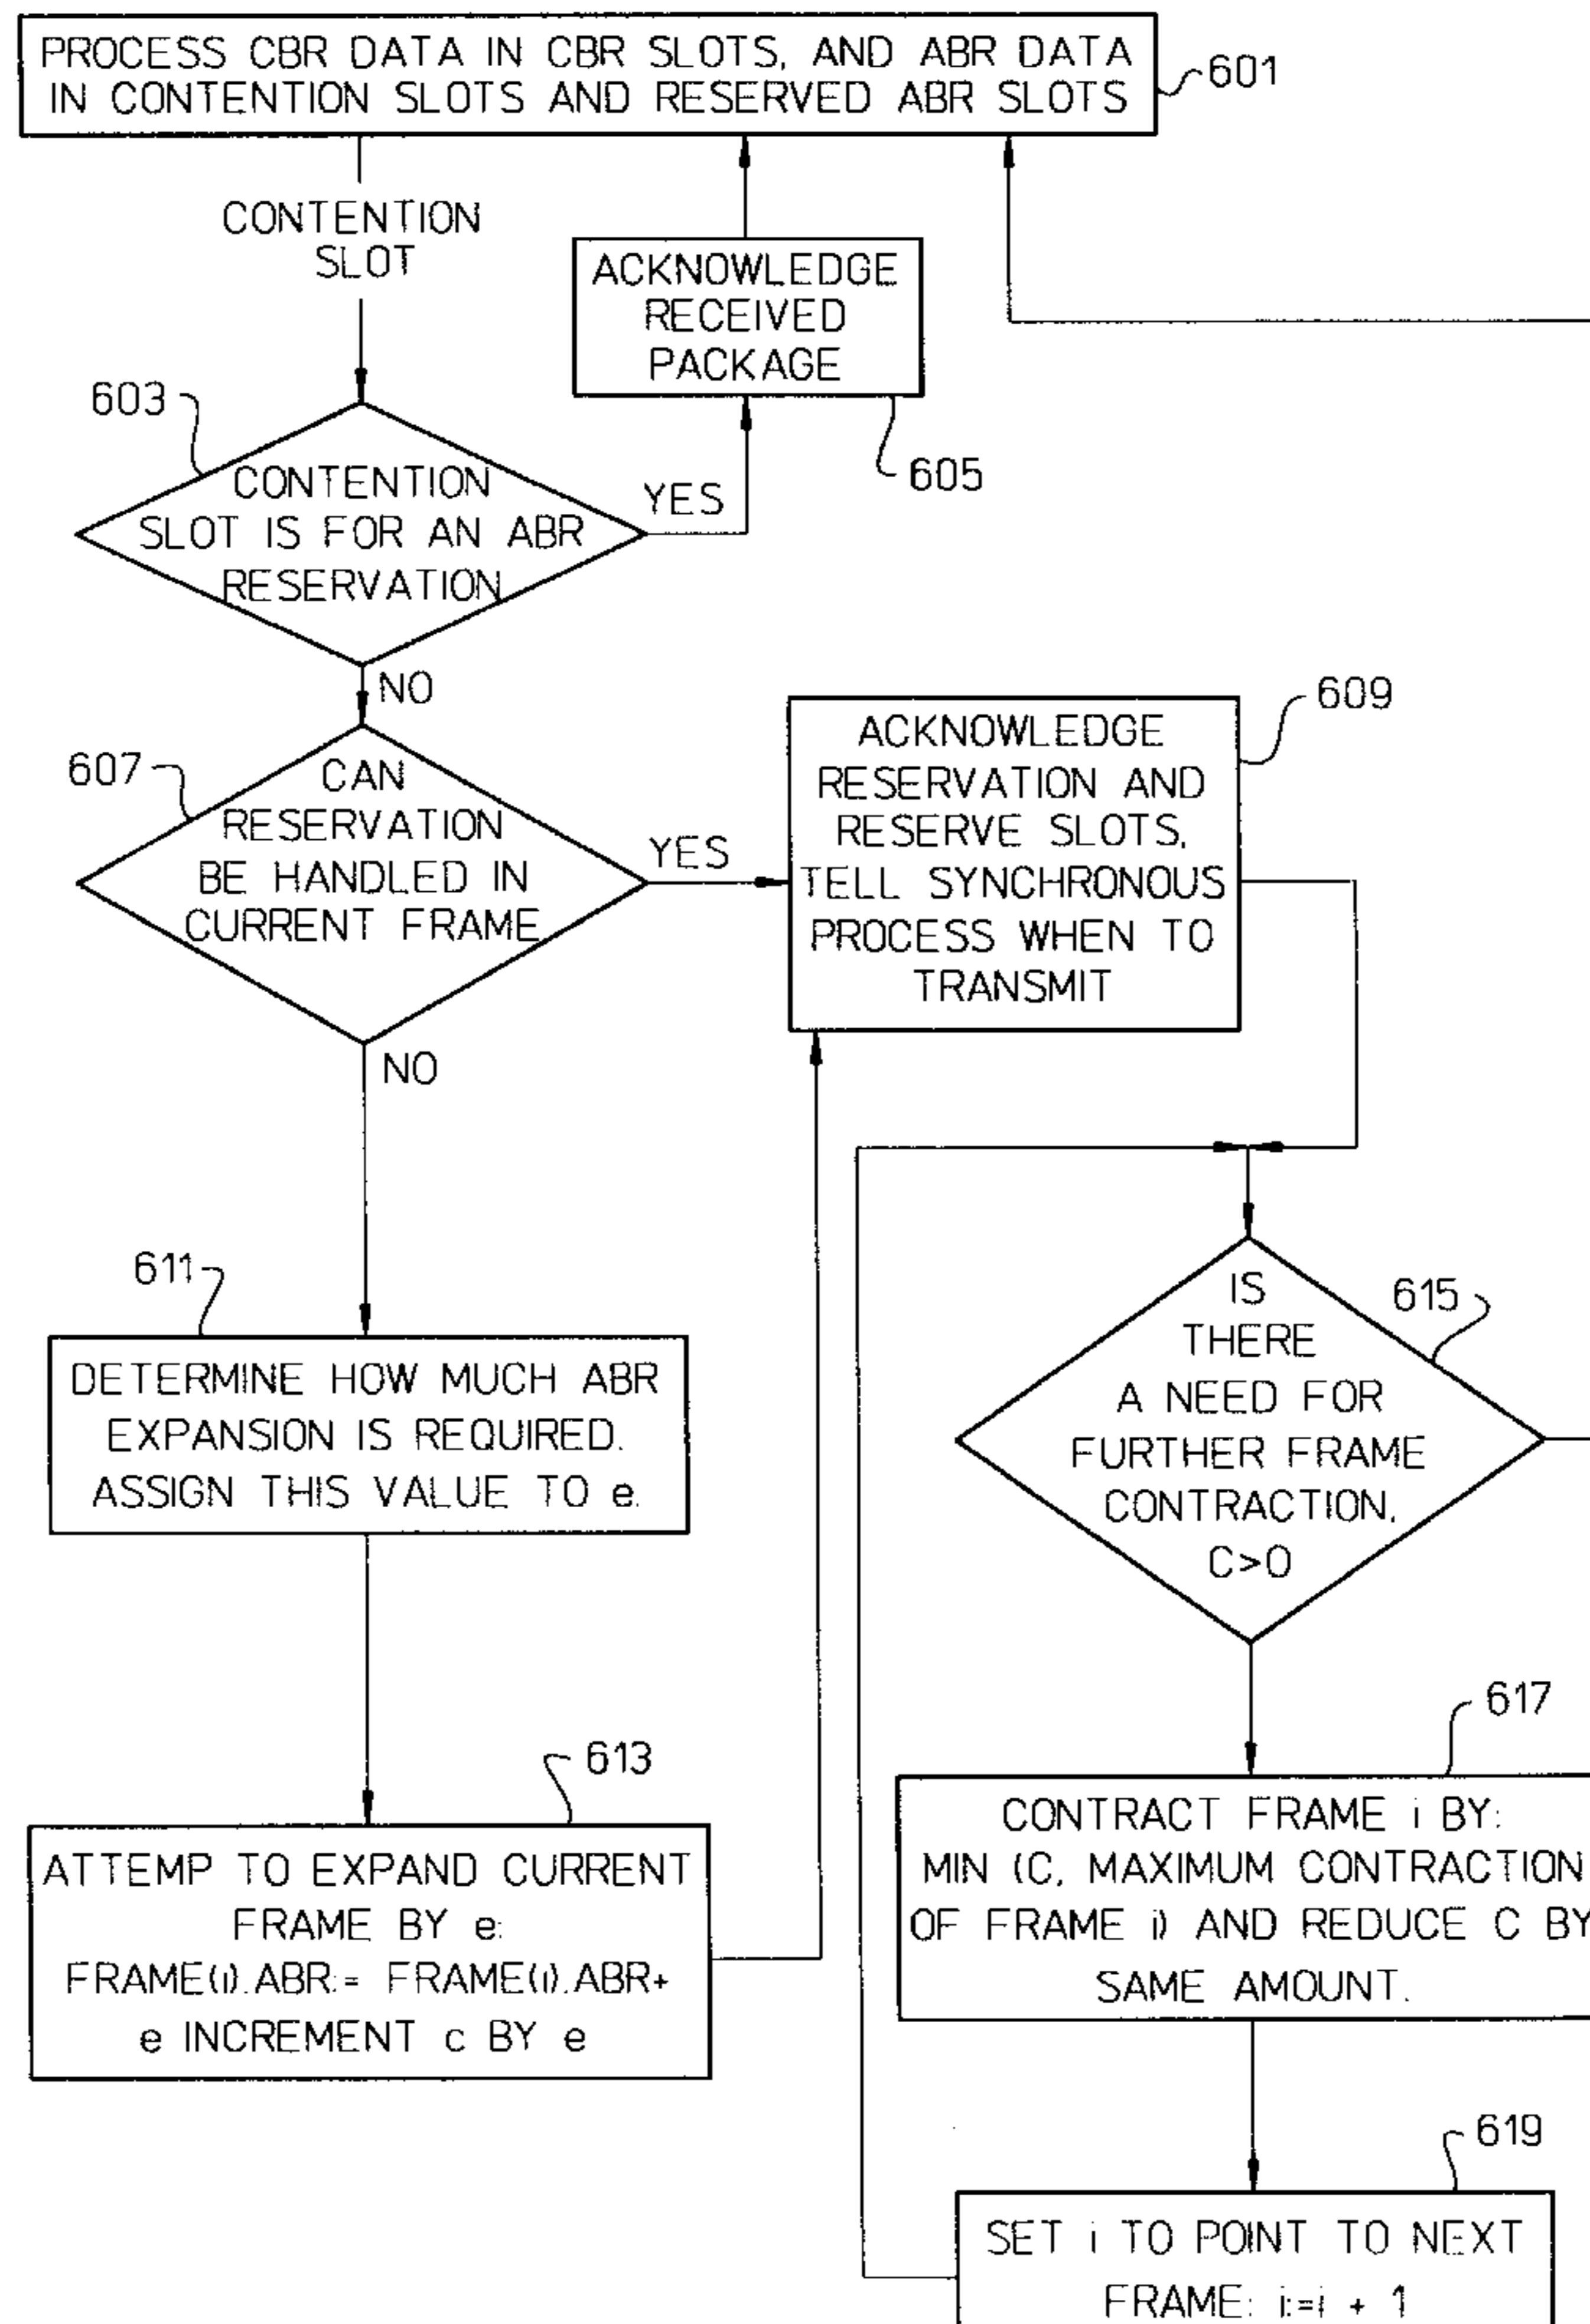 PROCESS CBR DATA IN CBR SLOTS, AND ABR DATA
IN CONTENTION SLOTS AND RESERVED ABR SLOTS
601
CONTENTION
SLOT
ACKNOWLEDGE
RECEIVED
PACKAGE
605
603
CONTENTION
SLOT IS FOR AN ABR
RESERVATION
YES
NO
607
CAN
RESERVATION
BE HANDLED IN
CURRENT FRAME
YES
NO
609
ACKNOWLEDGE
RESERVATION AND
RESERVE SLOTS,
TELL SYNCHRONOUS
PROCESS WHEN TO
TRANSMIT
611
DETERMINE HOW MUCH ABR
EXPANSION IS REQUIRED.
ASSIGN THIS VALUE TO e.
613
ATTEMP TO EXPAND CURRENT
FRAME BY e:
FRAME(i).ABR:= FRAME(i).ABR+
e INCREMENT c BY e
615
IS
THERE
A NEED FOR
FURTHER FRAME
CONTRACTION,
C>0
617
CONTRACT FRAME i BY:
MIN (C, MAXIMUM CONTRACTION
OF FRAME i) AND REDUCE C BY
SAME AMOUNT.
619
SET i TO POINT TO NEXT
FRAME: i:=i + 1